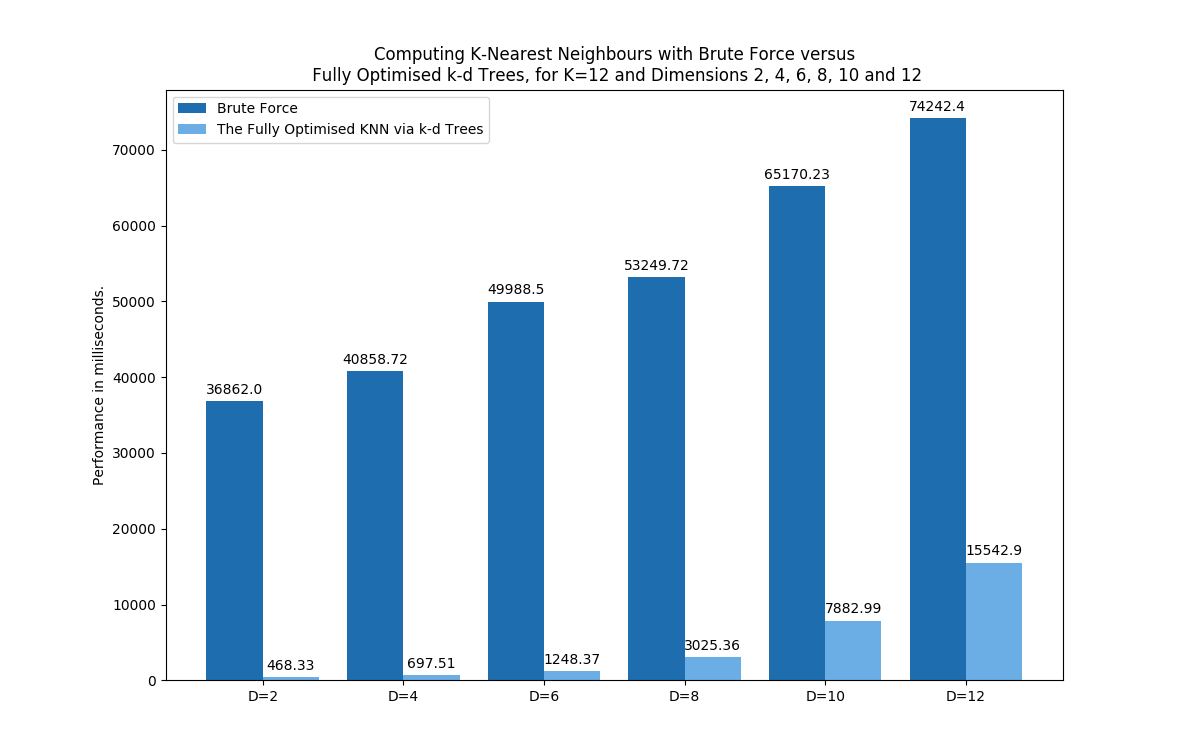 Computing K-Nearest Neighbours with Brute Force versus
Fully Optimised k-d Trees, for K=12 and Dimensions 2, 4, 6, 8, 10 and 12
Brute Force
The Fully Optimised KNN via k-d Trees
Performance in milliseconds.
70000
60000
50000
40000
30000
20000
10000
0
36862.0
468.33
40858.72
697.51
49988.5
1248.37
53249.72
3025.36
65170.23
7882.99
74242.4
15542.9
D=2
D=4
D=6
D=8
D=10
D=12